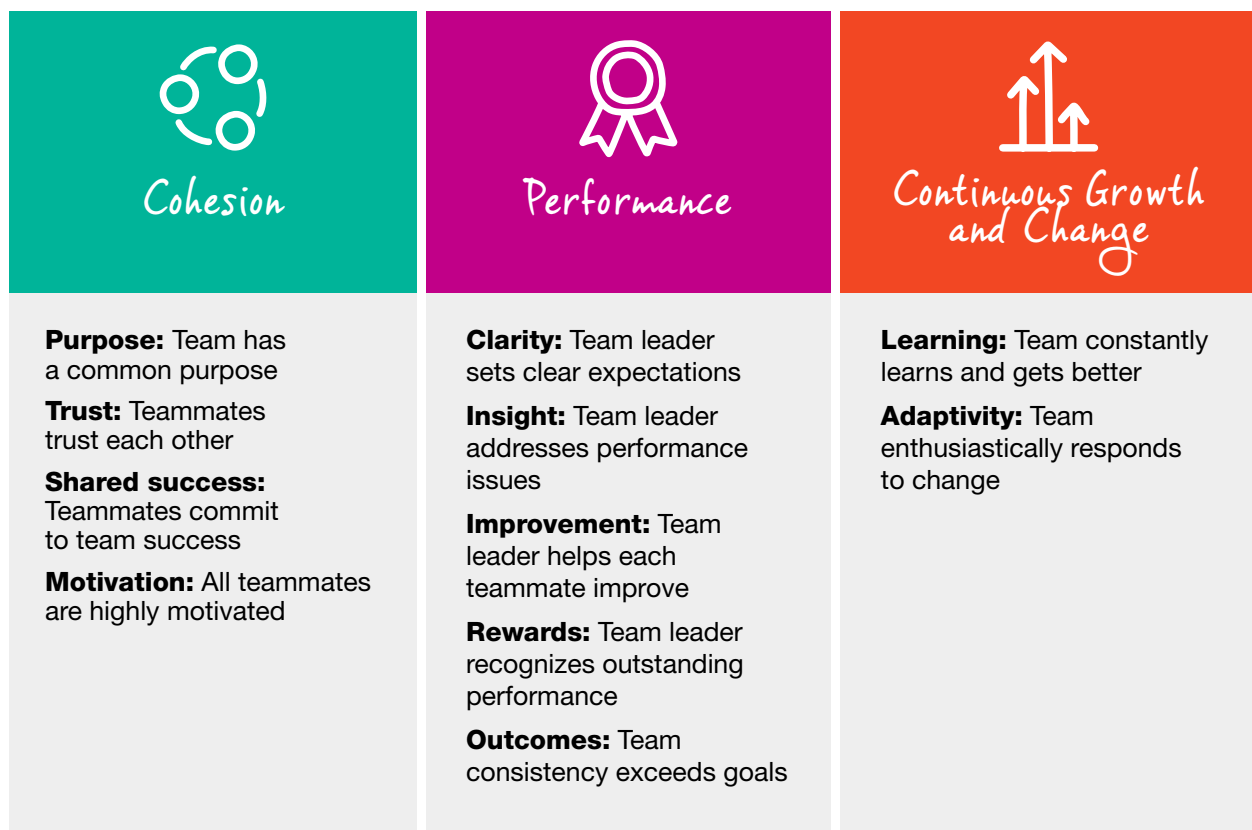 Cohesion
Purpose: Team has
a common purpose
Trust: Teammates
trust each other
Shared success:
Teammates commit
to team success
Motivation: All teammates
are highly motivated
Performance
Clarity: Team leader
sets clear expectations
Insight: Team leader
addresses performance
issues
Improvement: Team
leader helps each
teammate improve
Rewards: Team leader
recognizes outstanding
performance
Outcomes: Team
consistency exceeds goals
Continuous Growth
and Change
Learning: Team constantly
learns and gets better
Adaptivity: Team
enthusiastically responds
to change